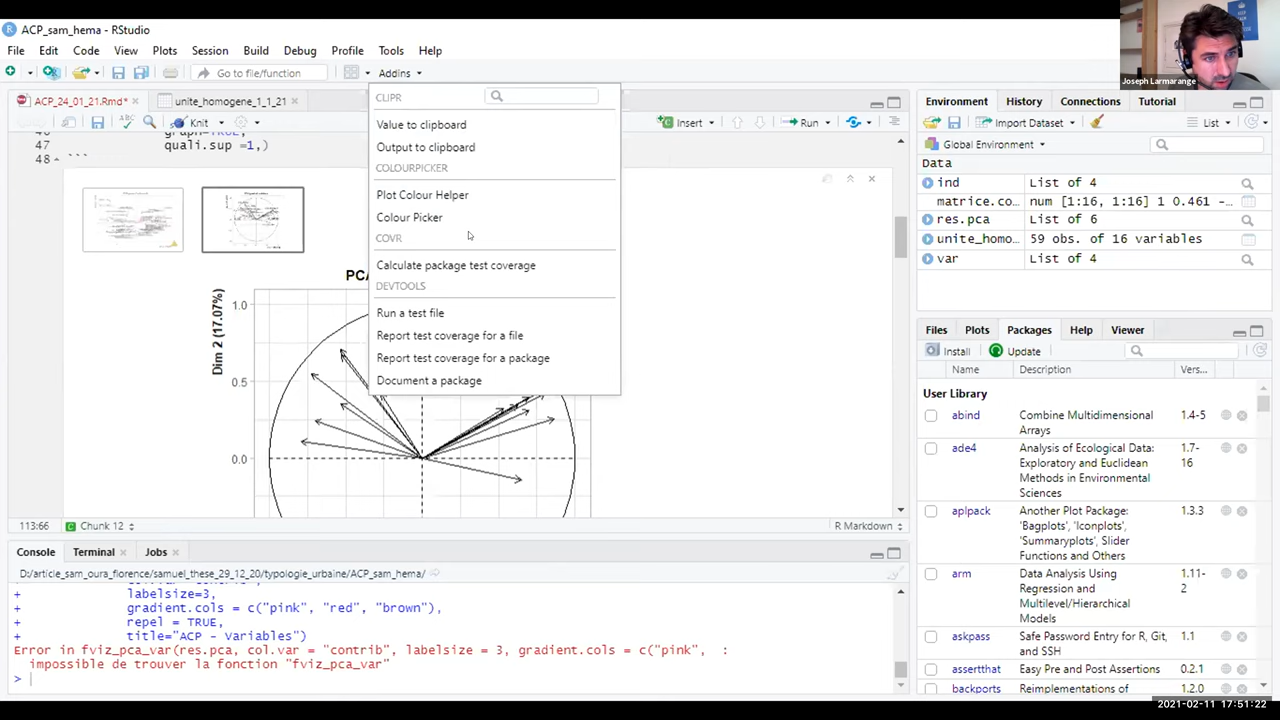 ACP_sam_hema - RStudio
File Edit Code View Plots Session Build Debug Profile Tools Help
Go to file/function
Addins
Joseph Larmarange
ACP_24_01_21.Rmd*
unite_homogene_1_1_21
Knit
Insert
Run
graph=TRUE,
47 quali.sup =1,)
48 ```
CLIPR
Value to clipboard
Output to clipboard
COLOURPICKER
Plot Colour Helper
Colour Picker
COVR
Calculate package test coverage
DEVTOOLS
Run a test file
Report test coverage for a file
Report test coverage for a package
Document a package
PCA
Dim 2 (17.07%)
1.0
0.5
0.0
113:66 Chunk 12 R Markdown
Console Terminal Jobs
D:/article_sam_oura_florence/samuel_these_29_12_20/typologie_urbaine/ACP_sam_hema/
+ labelsize=3,
+ gradient.cols = c("pink", "red", "brown"),
+ repel = TRUE,
+ title="ACP - Variables")
Error in fviz_pca_var(res.pca, col.var = "contrib", labelsize = 3, gradient.cols = c("pink", :
impossible de trouver la fonction "fviz_pca_var"
>
Environment History Connections Tutorial
Import Dataset List
Global Environment
Data
ind List of 4
matrice.co… num [1:16, 1:16] 1 0.461 -…
res.pca List of 6
unite_homo… 59 obs. of 16 variables
var List of 4
Files Plots Packages Help Viewer
Install Update
Name Description Vers…
User Library
abind Combine Multidimensional Arrays 1.4-5
ade4 Analysis of Ecological Data: Exploratory and Euclidean Methods in Environmental Sciences 1.7-16
aplpack Another Plot Package: 'Bagplots', 'Iconplots', 'Summaryplots', Slider Functions and Others 1.3.3
arm Data Analysis Using Regression and Multilevel/Hierarchical Models 1.11-2
askpass Safe Password Entry for R, Git, and SSH 1.1
assertthat Easy Pre and Post Assertions 0.2.1
backports Reimplementations of 1.2.0
2021-02-11 17:51:22